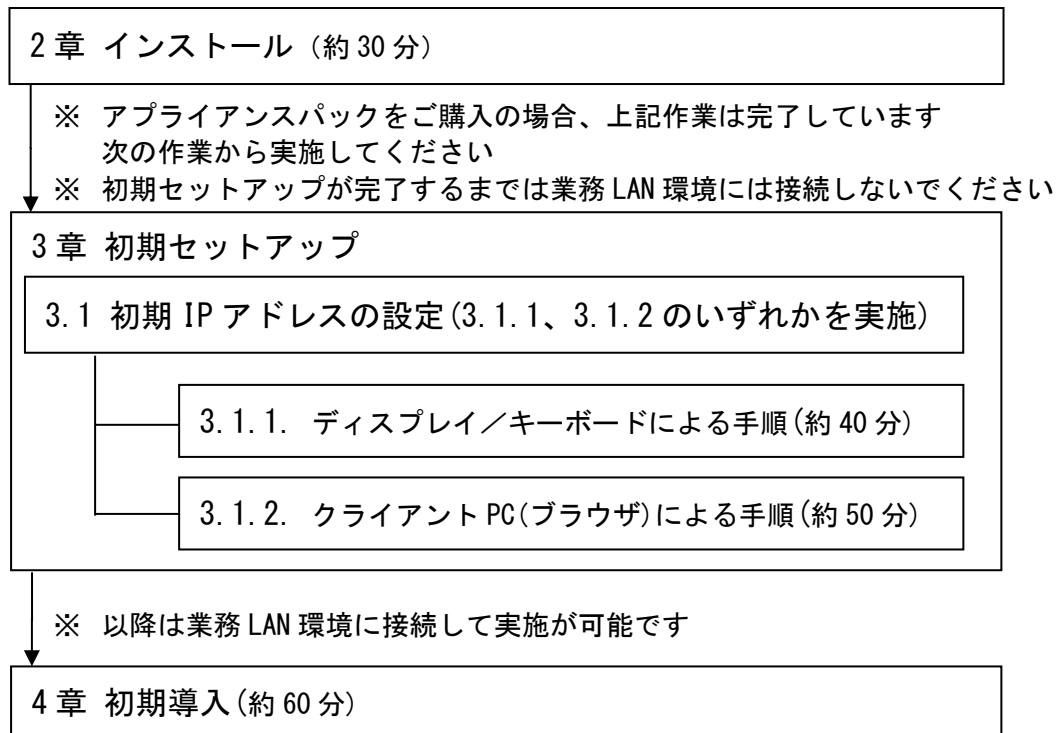 2章 インストール（約30分）
※ アプライアンスパックをご購入の場合、上記作業は完了しています
次の作業から実施してください
※ 初期セットアップが完了するまでは業務LAN環境には接続しないでください
3章 初期セットアップ
3.1 初期IPアドレスの設定(3.1.1、3.1.2のいずれかを実施)
3.1.1. ディスプレイ／キーボードによる手順(約40分)
3.1.2. クライアントPC(ブラウザ)による手順(約50分)
※ 以降は業務LAN環境に接続して実施が可能です
4章 初期導入(約60分)